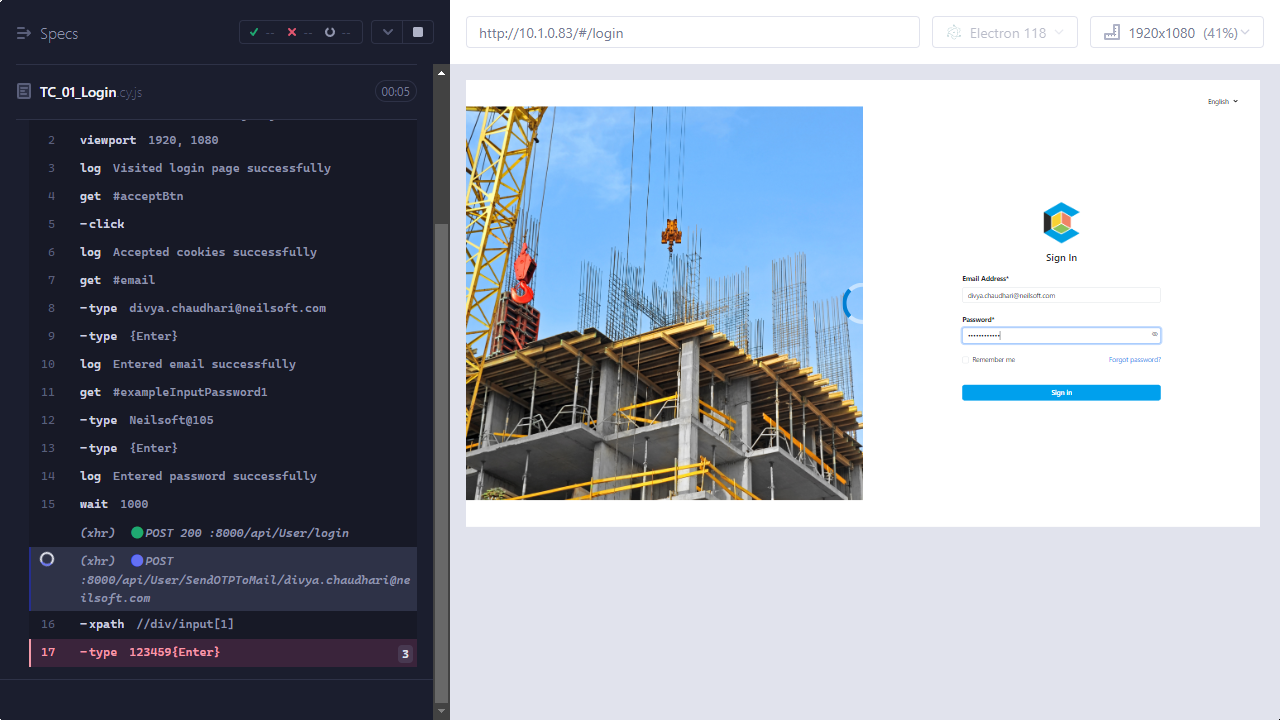 Specs
--
--
--
http://10.1.0.83/#/login
Electron 118
1920x1080 (41%)
TC_01_Login.cy.js
00:05
2 viewport 1920, 1080
3 log Visited login page successfully
4 get #acceptBtn
5 -click
6 log Accepted cookies successfully
7 get #email
8 -type divya.chaudhari@neilsoft.com
9 -type {Enter}
10 log Entered email successfully
11 get #exampleInputPassword1
12 -type Neilsoft@105
13 -type {Enter}
14 log Entered password successfully
15 wait 1000
(xhr) POST 200 :8000/api/User/login
(xhr) POST
:8000/api/User/SendOTPToMail/divya.chaudhari@ne
ilsoft.com
16 -xpath //div/input[1]
17 -type 123459{Enter} 3
English
Sign In
Email Address*
divya.chaudhari@neilsoft.com
Password*
Remember me
Forgot password?
Sign in